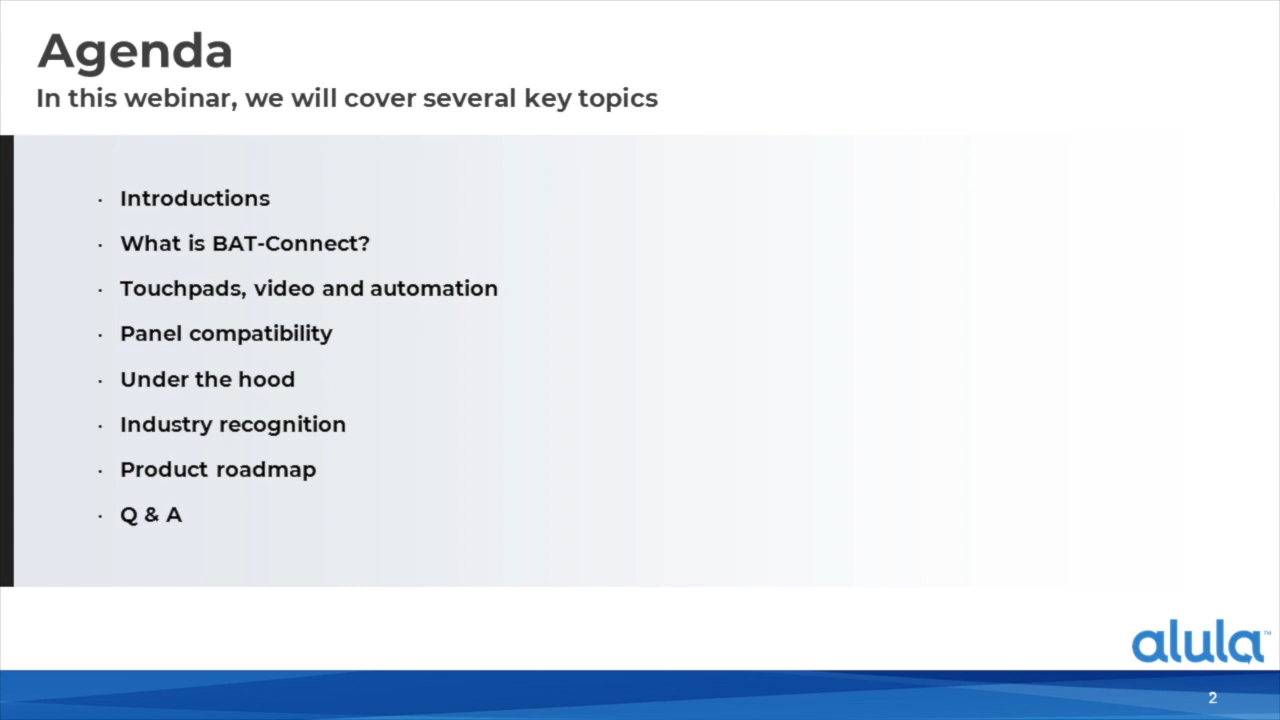 Agenda
In this webinar, we will cover several key topics
· Introductions
· What is BAT-Connect?
· Touchpads, video and automation
· Panel compatibility
· Under the hood
· Industry recognition
· Product roadmap
· Q & A
alula™
2